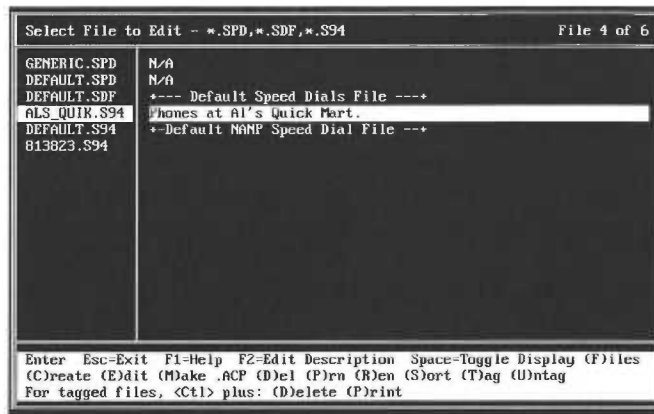 Select File to Edit - *.SPD,*.SDF,*.S94 File 4 of 6
GENERIC.SPD N/A
DEFAULT.SPD N/A
DEFAULT.SDF +--- Default Speed Dials File ---+
ALS_QUIK.S94 Phones at Al's Quick Mart.
DEFAULT.S94 +-Default NANP Speed Dial File --+
813823.S94
Enter Esc=Exit F1=Help F2=Edit Description Space=Toggle Display (F)iles
(C)reate (E)dit (M)ake .ACP (D)el (P)rn (R)en (S)ort (T)ag (U)ntag
For tagged files, <Ctl> plus: (D)elete (P)rint